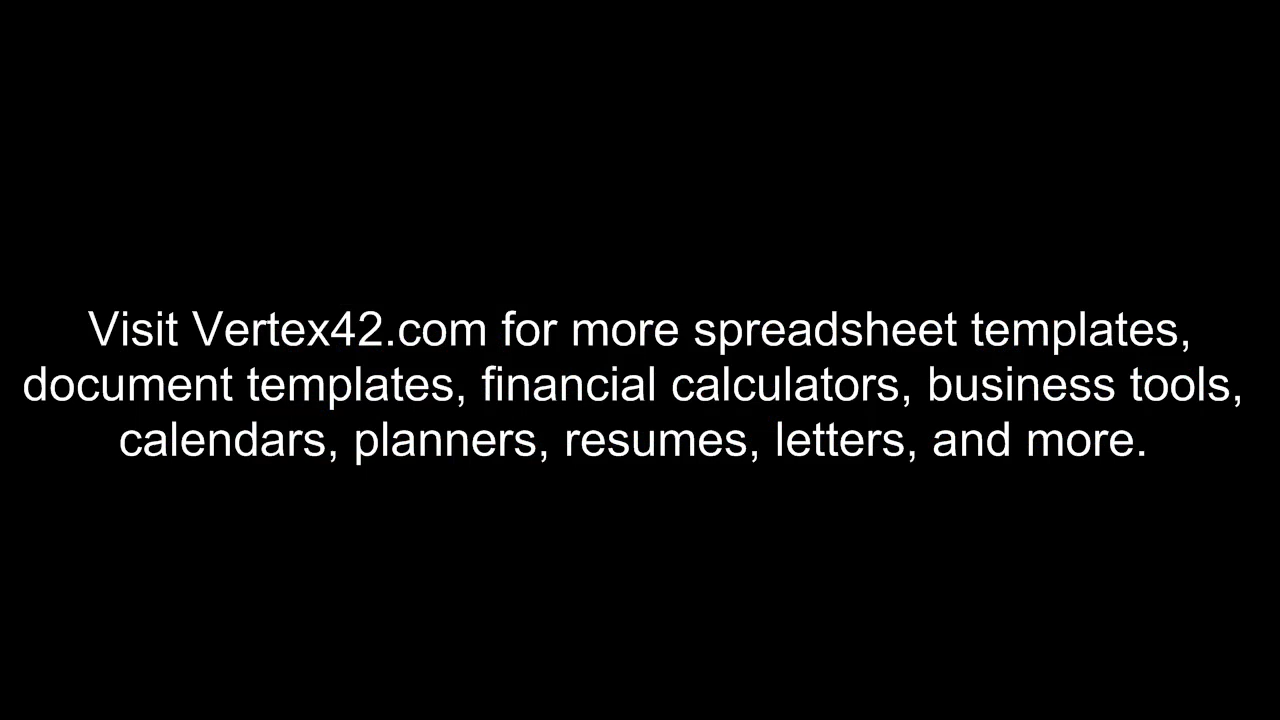 Visit Vertex42.com for more spreadsheet templates,
document templates, financial calculators, business tools,
calendars, planners, resumes, letters, and more.